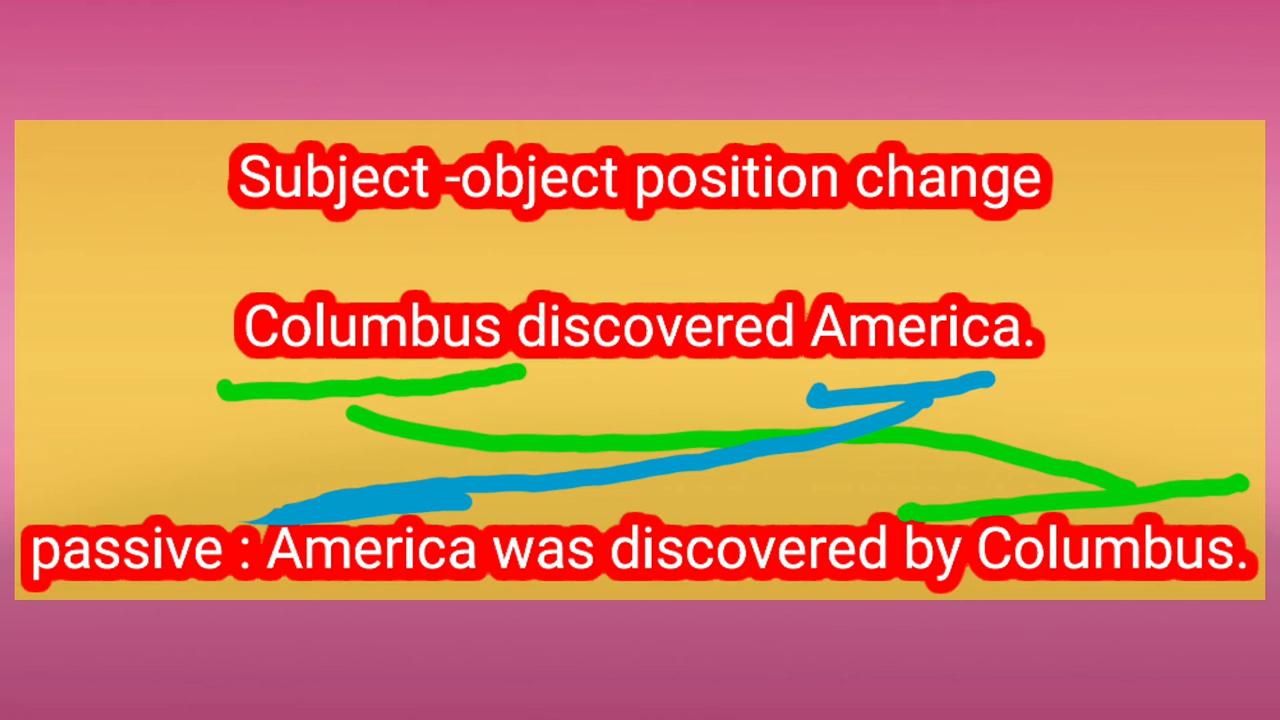 Subject -object position change
Columbus discovered America.
passive : America was discovered by Columbus.